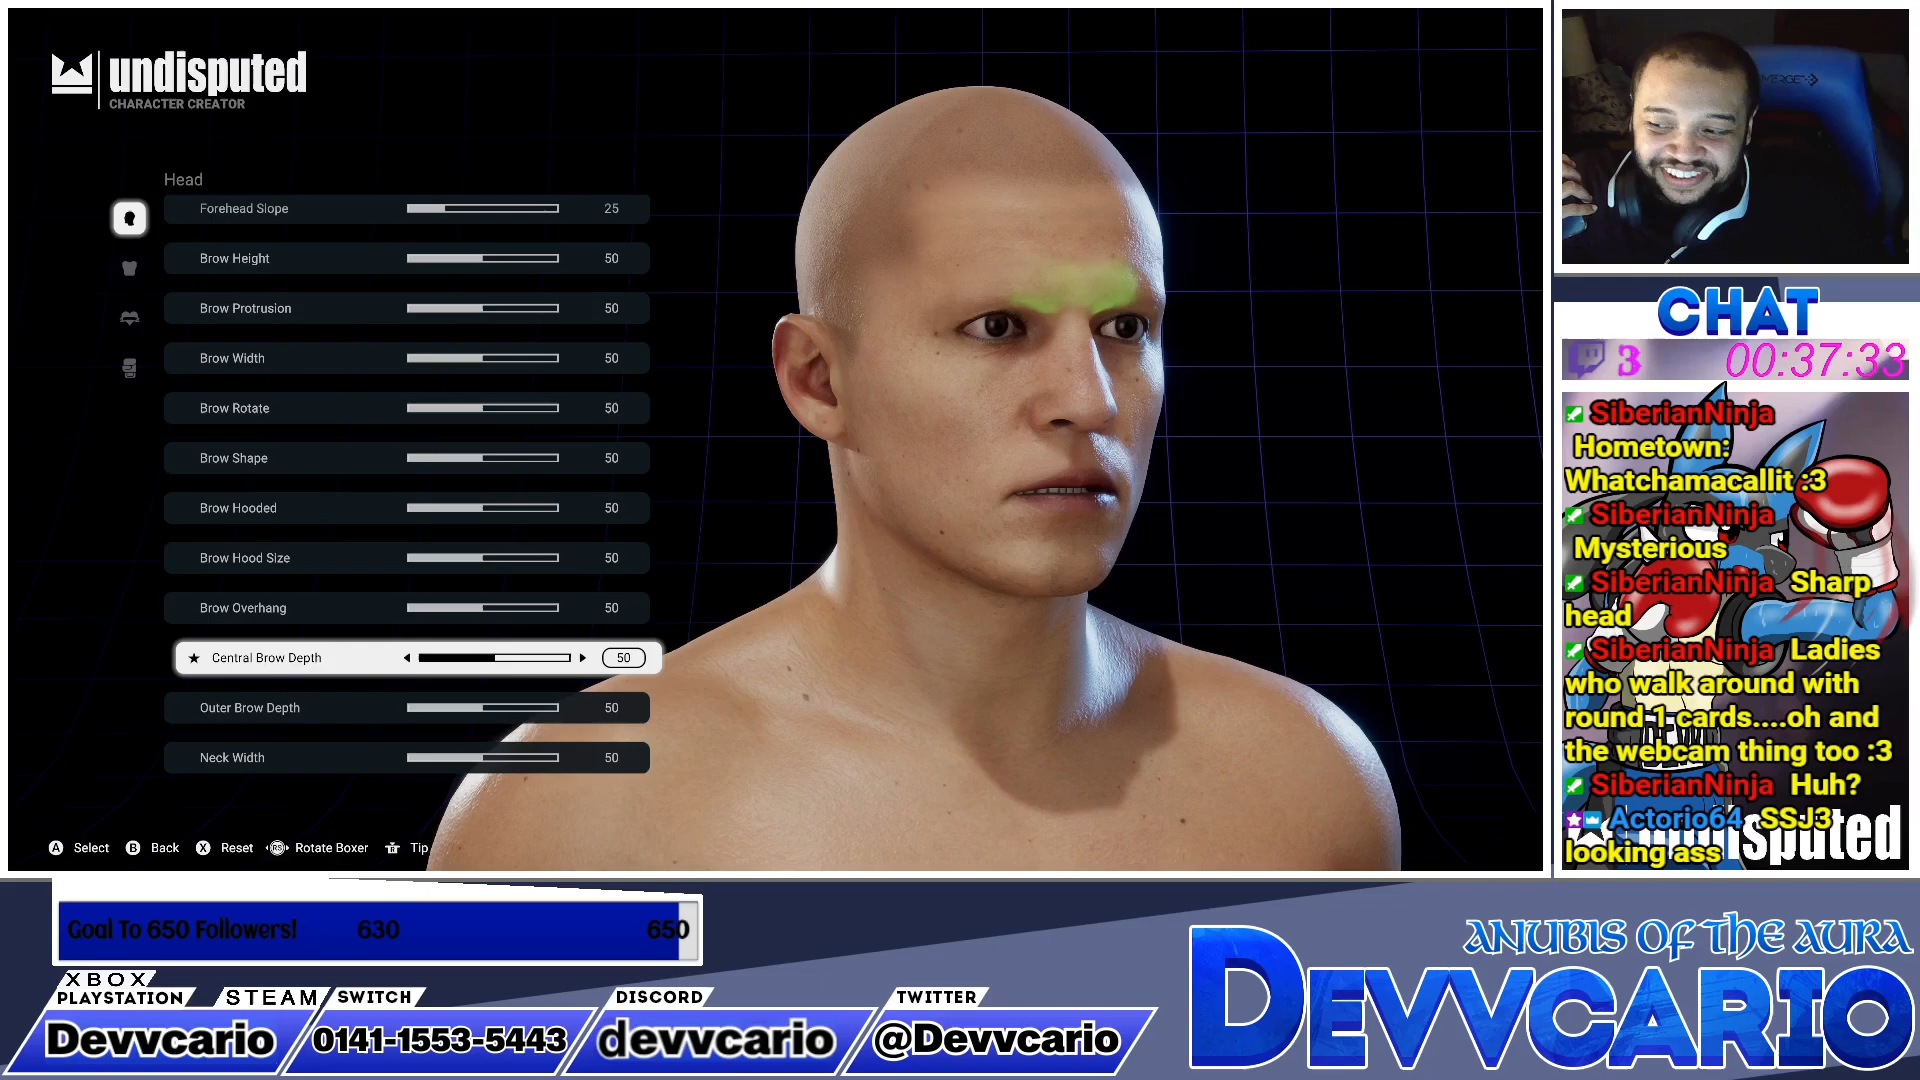 undisputed
CHARACTER CREATOR
Head
Forehead Slope 25
Brow Height 50
Brow Protrusion 50
Brow Width 50
Brow Rotate 50
Brow Shape 50
Brow Hooded 50
Brow Hood Size 50
Brow Overhang 50
★ Central Brow Depth 50
Outer Brow Depth 50
Neck Width 50
A Select B Back X Reset RS Rotate Boxer Tip
CHAT
3 00:37:33
SiberianNinja
Hometown:
Whatchamacallit :3
SiberianNinja
Mysterious
SiberianNinja Sharp
head
SiberianNinja Ladies
who walk around with
round 1 cards....oh and
the webcam thing too :3
SiberianNinja Huh?
Actorio64 SSJ3
looking ass
undisputed
Goal To 650 Followers! 630 650
XBOX
PLAYSTATION STEAM SWITCH DISCORD TWITTER
Devvcario 0141-1553-5443 devvcario @Devvcario
ANUBIS OF THE AURA
DEVVCARIO